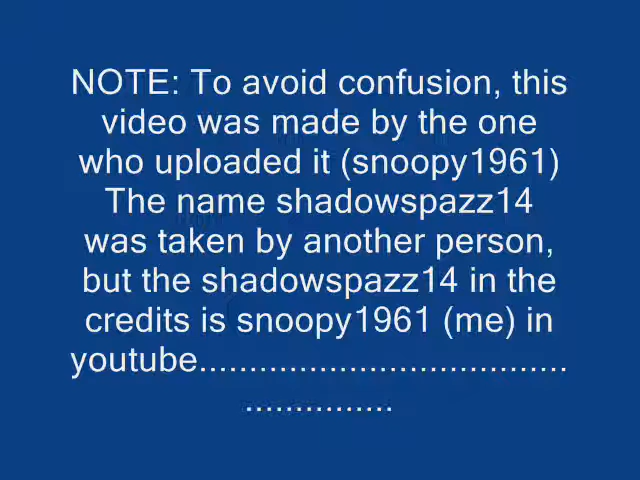 NOTE: To avoid confusion, this
video was made by the one
who uploaded it (snoopy1961)
The name shadowspazz14
was taken by another person,
but the shadowspazz14 in the
credits is snoopy1961 (me) in
youtube.....................................
...............